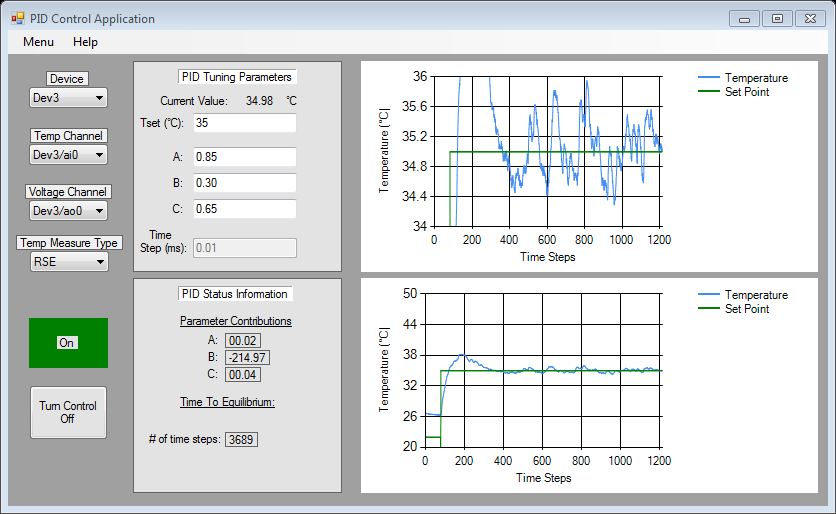 PID Control Application
Menu Help
Device
Dev3
Temp Channel
Dev3/ai0
Voltage Channel
Dev3/ao0
Temp Measure Type
RSE
On
Turn Control
Off
PID Tuning Parameters
Current Value: 34.98 °C
Tset (°C): 35
A: 0.85
B: 0.30
C: 0.65
Time
Step (ms): 0.01
PID Status Information
Parameter Contributions
A: 00.02
B: -214.97
C: 00.04
Time To Equilibrium:
# of time steps: 3689
Temperature (°C)
36
35.6
35.2
34.8
34.4
34
0 200 400 600 800 1000 1200
Time Steps
Temperature
Set Point
Temperature (°C)
50
44
38
32
26
20
0 200 400 600 800 1000 1200
Time Steps
Temperature
Set Point